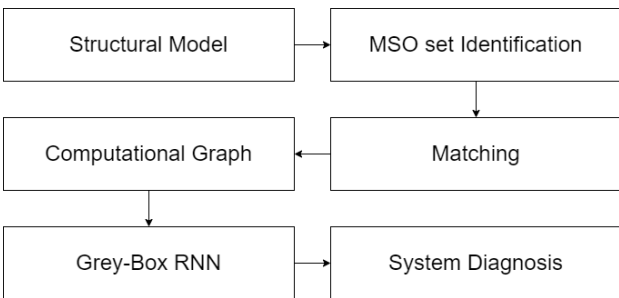 Structural Model
MSO set Identification
Computational Graph
Matching
Grey-Box RNN
System Diagnosis